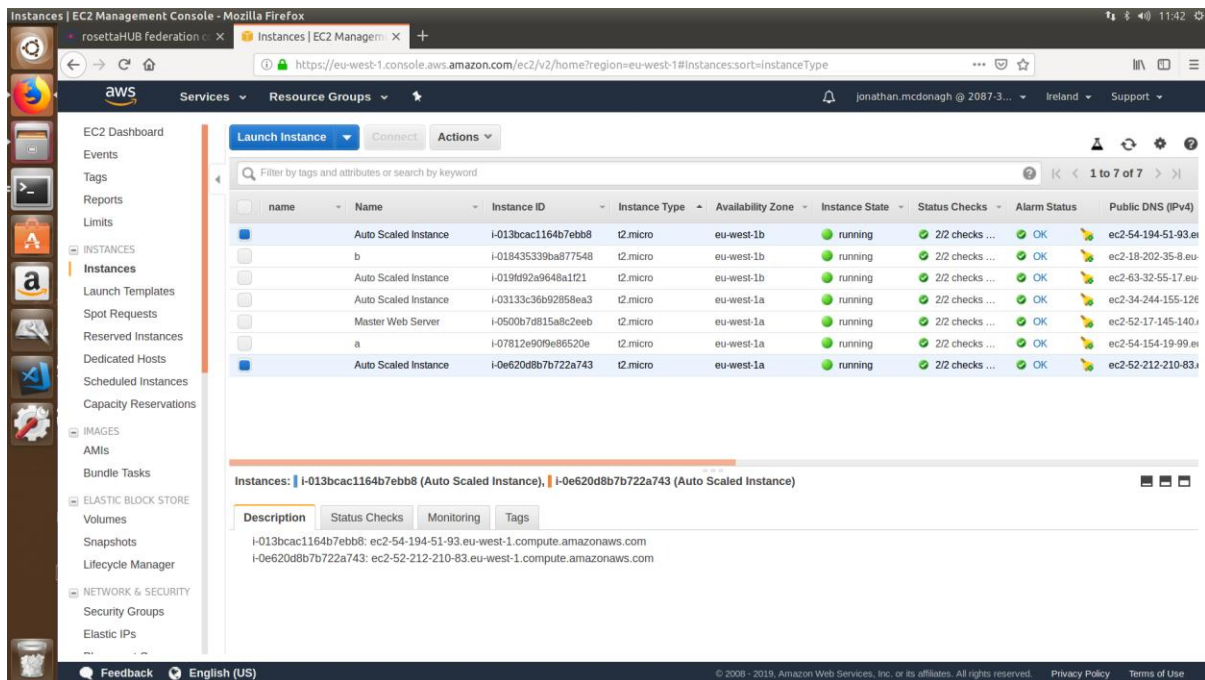 Instances | EC2 Management Console - Mozilla Firefox 11:42
rosettaHUB federation Instances | EC2 Managem
https://eu-west-1.console.aws.amazon.com/ec2/v2/home?region=eu-west-1#Instances:sort=instanceType
aws Services Resource Groups jonathan.mcdonagh @ 2087-3... Ireland Support
EC2 Dashboard
Events
Tags
Reports
Limits
INSTANCES
Instances
Launch Templates
Spot Requests
Reserved Instances
Dedicated Hosts
Scheduled Instances
Capacity Reservations
IMAGES
AMIs
Bundle Tasks
ELASTIC BLOCK STORE
Volumes
Snapshots
Lifecycle Manager
NETWORK & SECURITY
Security Groups
Elastic IPs
Launch Instance Connect Actions
Filter by tags and attributes or search by keyword 1 to 7 of 7
name Name Instance ID Instance Type Availability Zone Instance State Status Checks Alarm Status Public DNS (IPv4)
Auto Scaled Instance i-013bcac1164b7ebb8 t2.micro eu-west-1b running 2/2 checks ... OK ec2-54-194-51-93.eu
b i-018435339ba877548 t2.micro eu-west-1b running 2/2 checks ... OK ec2-18-202-35-8.eu-
Auto Scaled Instance i-019fd92a9648a1f21 t2.micro eu-west-1b running 2/2 checks ... OK ec2-63-32-55-17.eu-
Auto Scaled Instance i-03133c36b92858ea3 t2.micro eu-west-1a running 2/2 checks ... OK ec2-34-244-155-126
Master Web Server i-0500b7d815a8c2eeb t2.micro eu-west-1a running 2/2 checks ... OK ec2-52-17-145-140.
a i-07812e90f9e86520e t2.micro eu-west-1a running 2/2 checks ... OK ec2-54-154-19-99.eu
Auto Scaled Instance i-0e620d8b7b722a743 t2.micro eu-west-1a running 2/2 checks ... OK ec2-52-212-210-83.
Instances: i-013bcac1164b7ebb8 (Auto Scaled Instance), i-0e620d8b7b722a743 (Auto Scaled Instance)
Description Status Checks Monitoring Tags
i-013bcac1164b7ebb8: ec2-54-194-51-93.eu-west-1.compute.amazonaws.com
i-0e620d8b7b722a743: ec2-52-212-210-83.eu-west-1.compute.amazonaws.com
Feedback English (US) © 2008 - 2019, Amazon Web Services, Inc. or its affiliates. All rights reserved. Privacy Policy Terms of Use